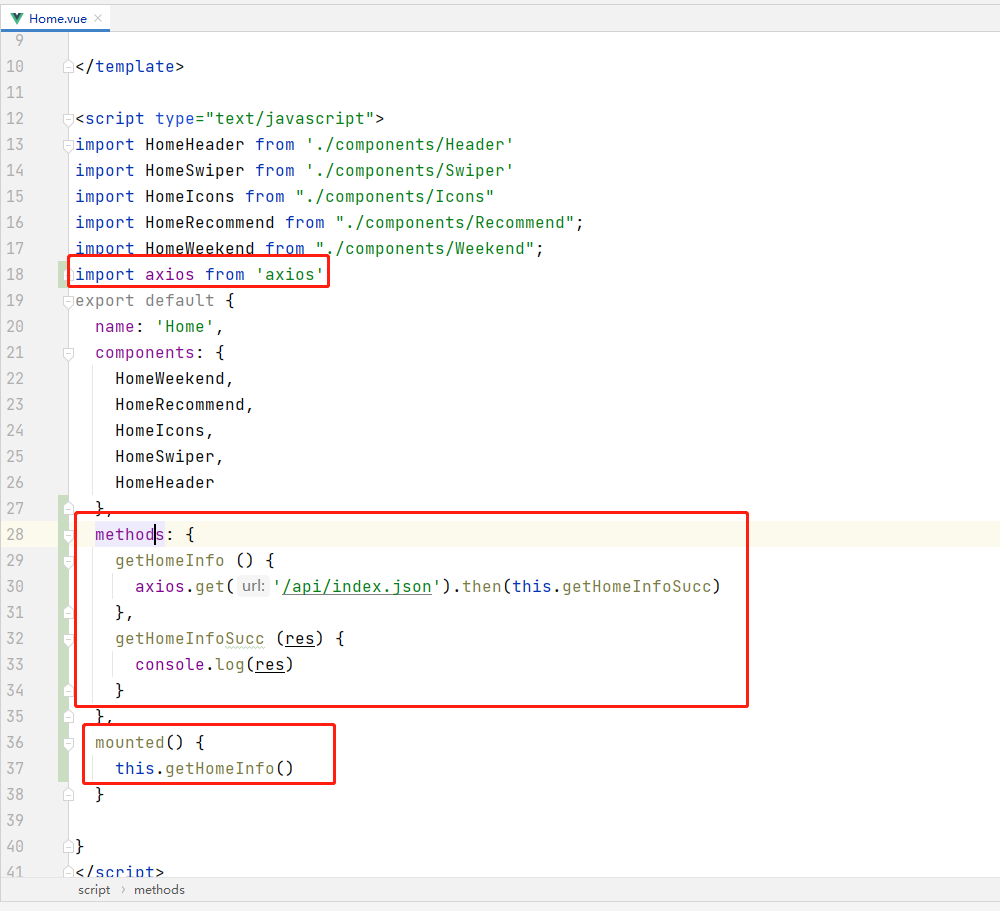 Home.vue
9
10 </template>
11
12 <script type="text/javascript">
13 import HomeHeader from './components/Header'
14 import HomeSwiper from './components/Swiper'
15 import HomeIcons from "./components/Icons"
16 import HomeRecommend from "./components/Recommend";
17 import HomeWeekend from "./components/Weekend";
18 import axios from 'axios'
19 export default {
20 name: 'Home',
21 components: {
22 HomeWeekend,
23 HomeRecommend,
24 HomeIcons,
25 HomeSwiper,
26 HomeHeader
27 },
28 methods: {
29 getHomeInfo () {
30 axios.get( url: '/api/index.json').then(this.getHomeInfoSucc)
31 },
32 getHomeInfoSucc (res) {
33 console.log(res)
34 }
35 },
36 mounted() {
37 this.getHomeInfo()
38 }
39
40 }
41 </script>
script › methods